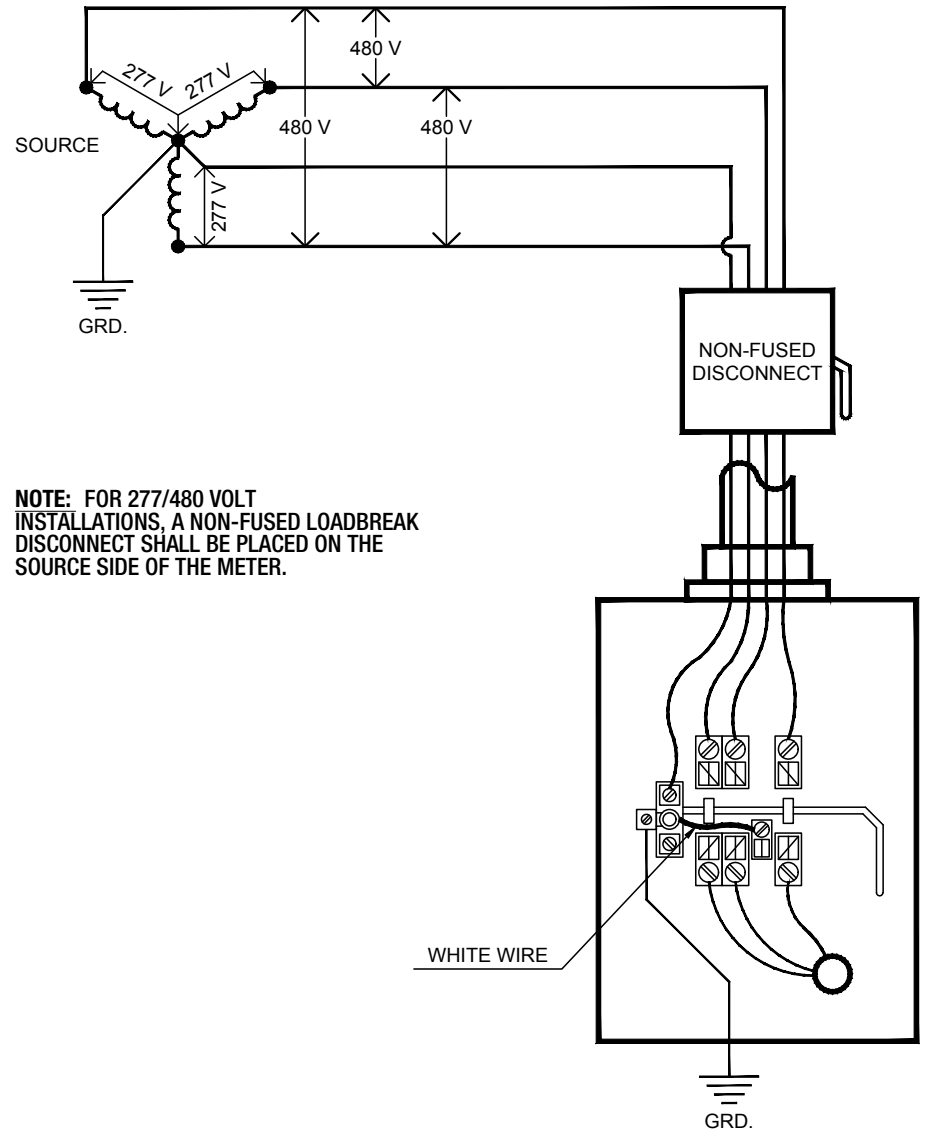 480 V
277 V
277 V
480 V
480 V
SOURCE
277 V
GRD.
NON-FUSED
DISCONNECT
NOTE: FOR 277/480 VOLT
INSTALLATIONS, A NON-FUSED LOADBREAK
DISCONNECT SHALL BE PLACED ON THE
SOURCE SIDE OF THE METER.
WHITE WIRE
GRD.